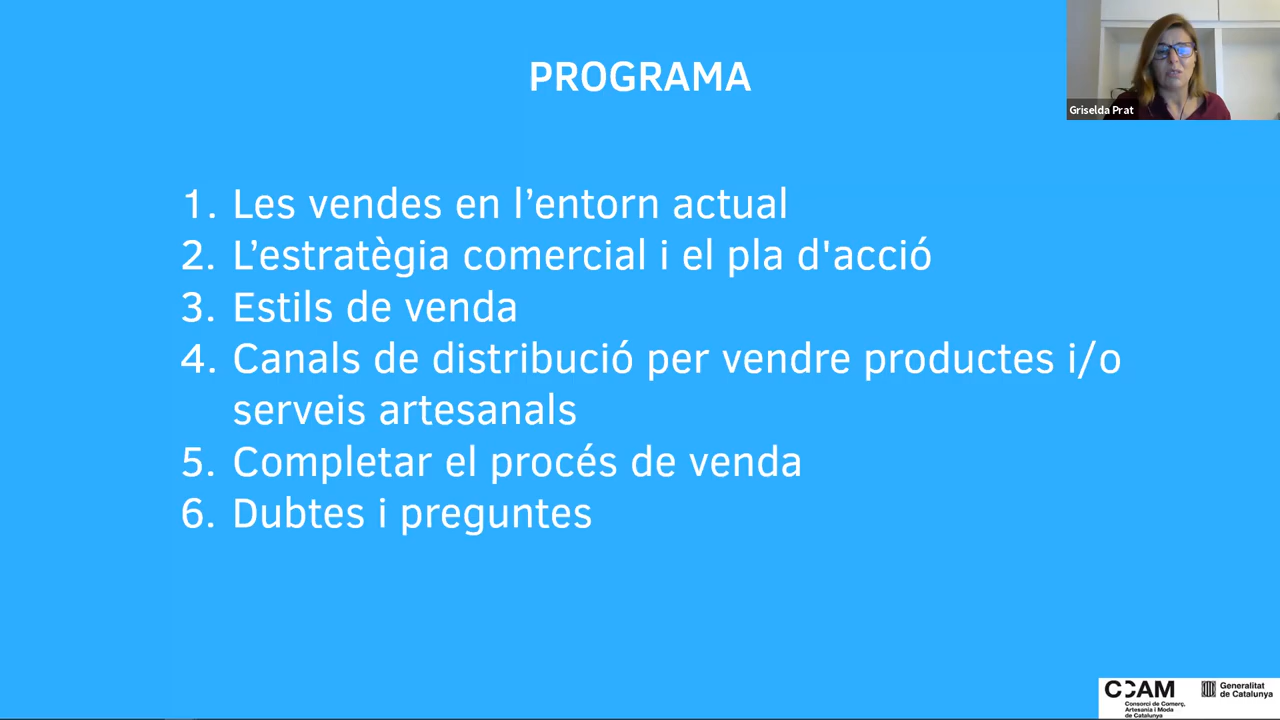 PROGRAMA
Griselda Prat
1. Les vendes en l’entorn actual
2. L’estratègia comercial i el pla d'acció
3. Estils de venda
4. Canals de distribució per vendre productes i/o
serveis artesanals
5. Completar el procés de venda
6. Dubtes i preguntes
CCAM
Consorci de Comerç,
Artesania i Moda
de Catalunya
Generalitat
de Catalunya